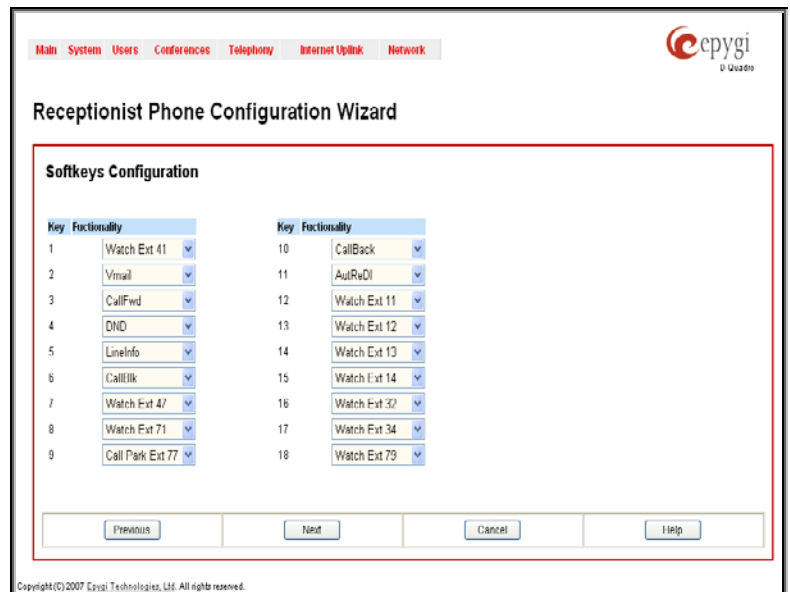 Main System Users Conferences Telephony Internet Uplink Network
epygi
D-Quadro
Receptionist Phone Configuration Wizard
Softkeys Configuration
Key Fuctionality Key Fuctionality
1 Watch Ext 41 10 CallBack
2 Vmail 11 AutReDl
3 CallFwd 12 Watch Ext 11
4 DND 13 Watch Ext 12
5 LineInfo 14 Watch Ext 13
6 CallBlk 15 Watch Ext 14
7 Watch Ext 47 16 Watch Ext 32
8 Watch Ext 71 17 Watch Ext 34
9 Call Park Ext 77 18 Watch Ext 79
Previous Next Cancel Help
Copyright (C) 2007 Epygi Technologies, Ltd. All rights reserved.